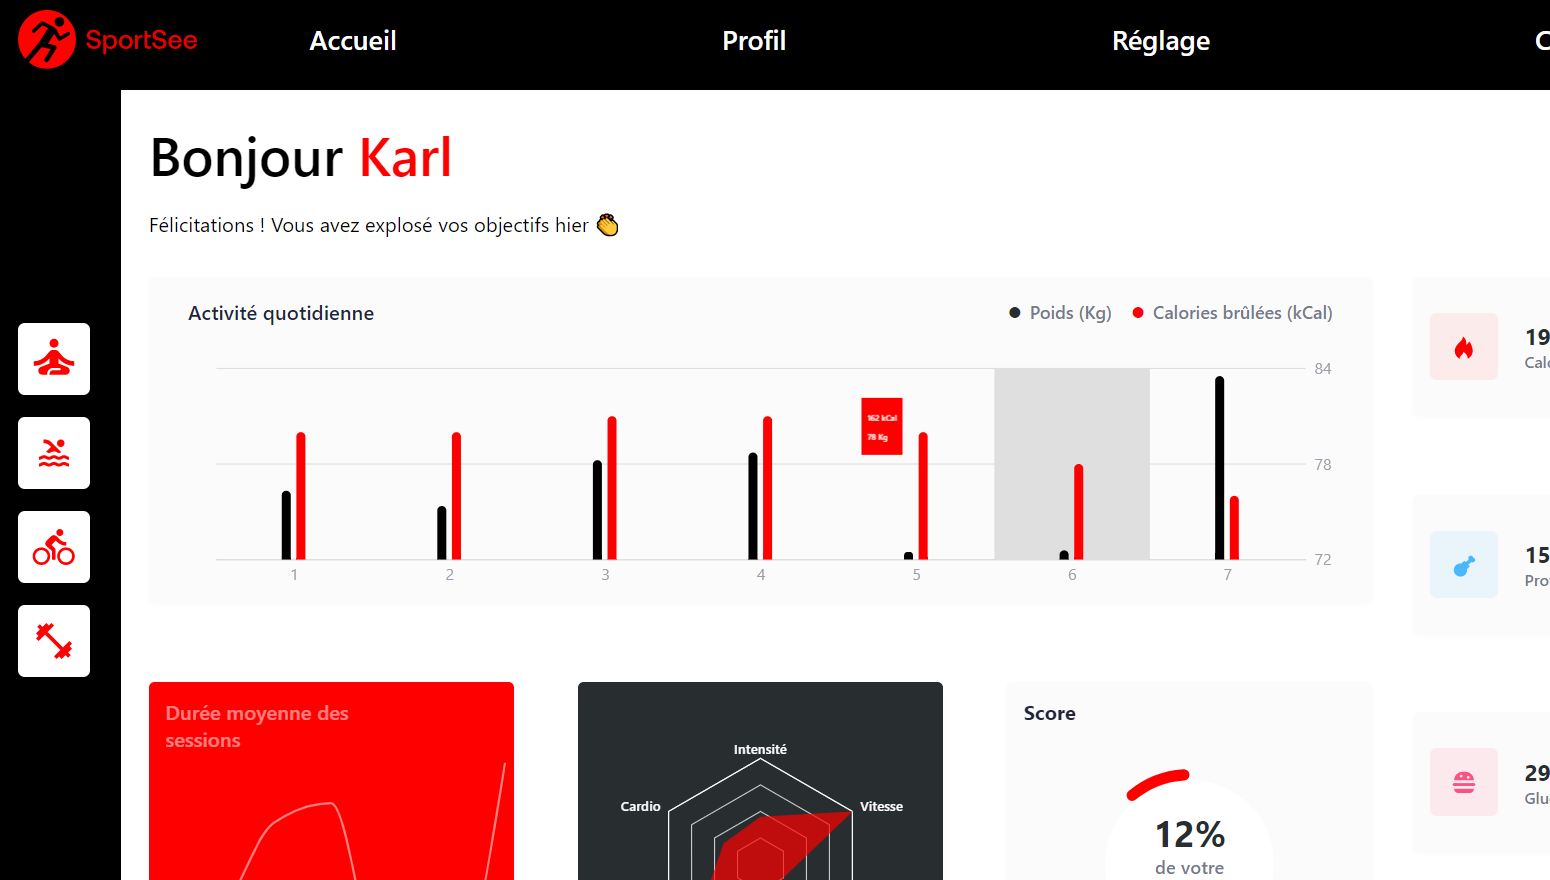 SportSee
Accueil
Profil
Réglage
C
Bonjour Karl
Félicitations ! Vous avez explosé vos objectifs hier 👏
Activité quotidienne
Poids (Kg)
Calories brûlées (kCal)
84
78
72
162 kCal
78 Kg
1 2 3 4 5 6 7
19
Calo
15
Pro
29
Glu
Durée moyenne des
sessions
Intensité
Cardio
Vitesse
Score
12%
de votre